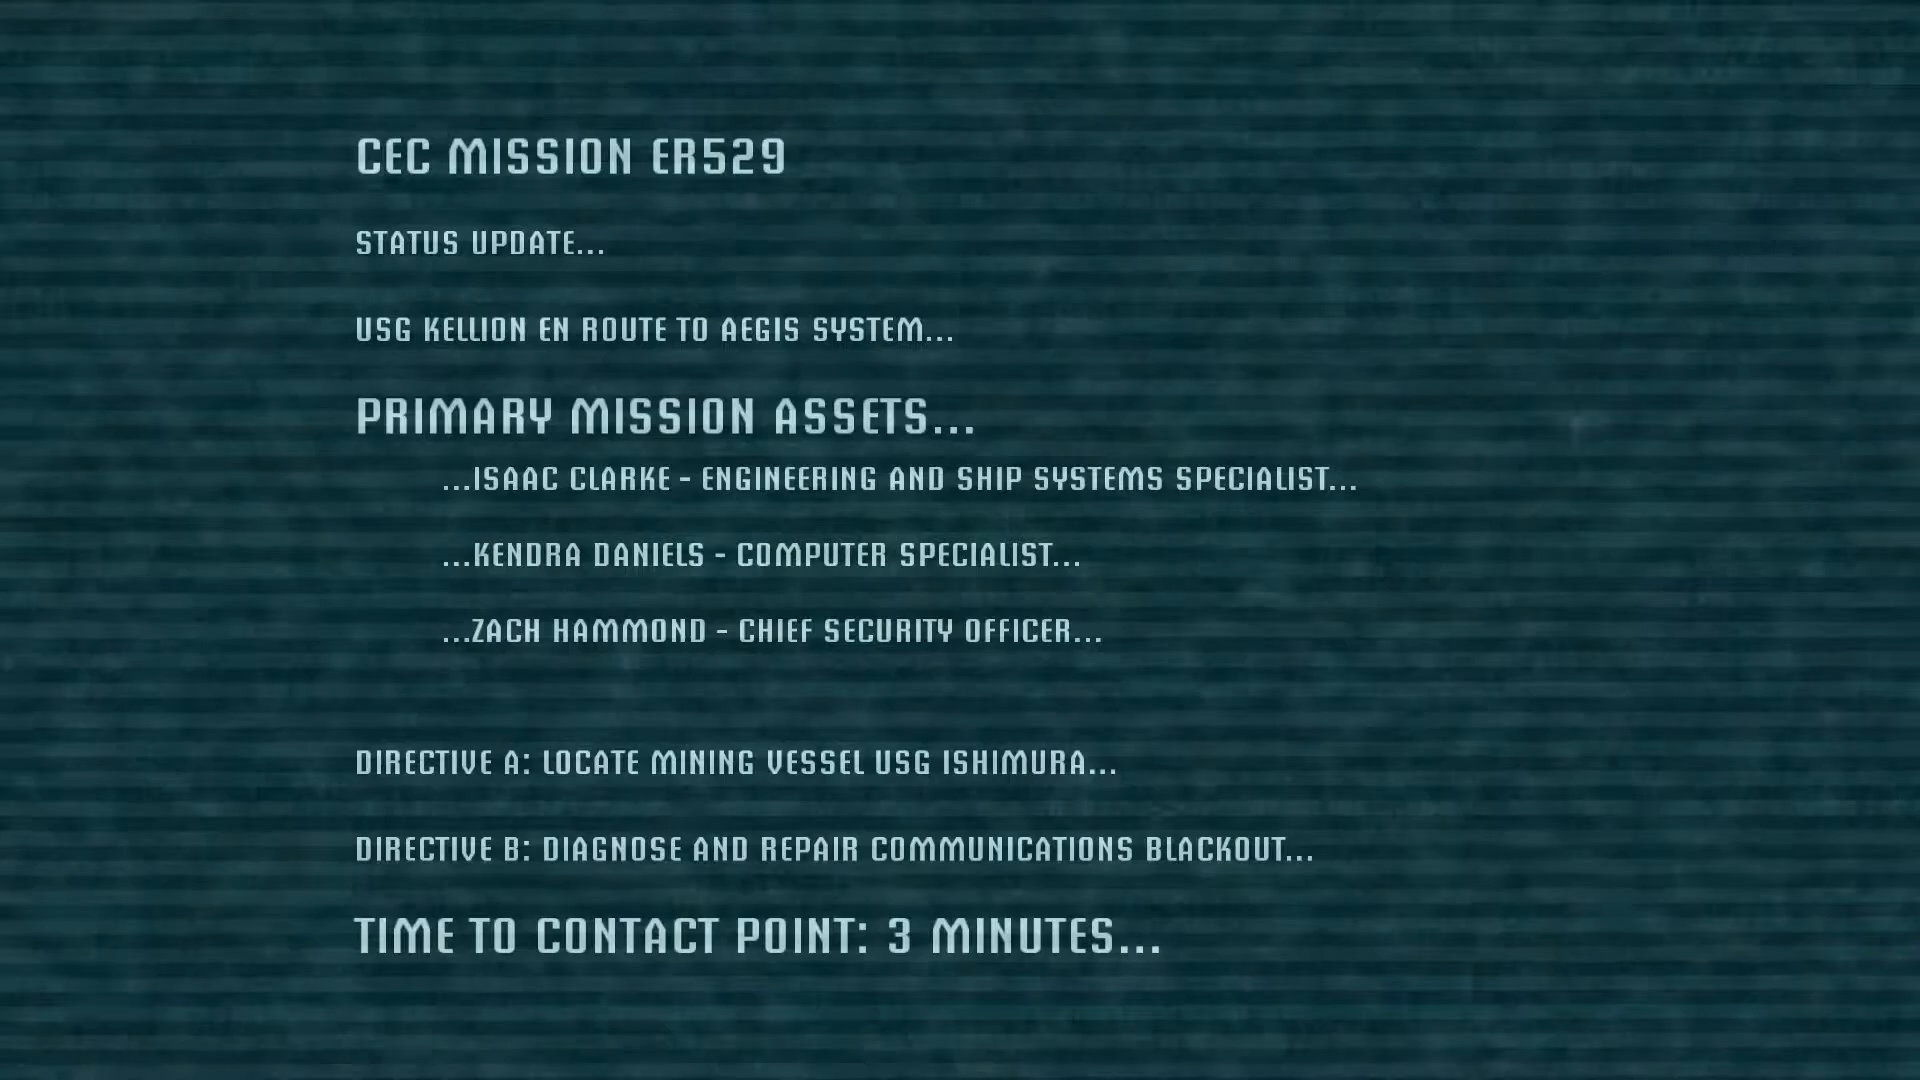 CEC MISSION ER529
STATUS UPDATE...
USG KELLION EN ROUTE TO AEGIS SYSTEM...
PRIMARY MISSION ASSETS...
...ISAAC CLARKE - ENGINEERING AND SHIP SYSTEMS SPECIALIST...
...KENDRA DANIELS - COMPUTER SPECIALIST...
...ZACH HAMMOND - CHIEF SECURITY OFFICER...
DIRECTIVE A: LOCATE MINING VESSEL USG ISHIMURA...
DIRECTIVE B: DIAGNOSE AND REPAIR COMMUNICATIONS BLACKOUT...
TIME TO CONTACT POINT: 3 MINUTES...